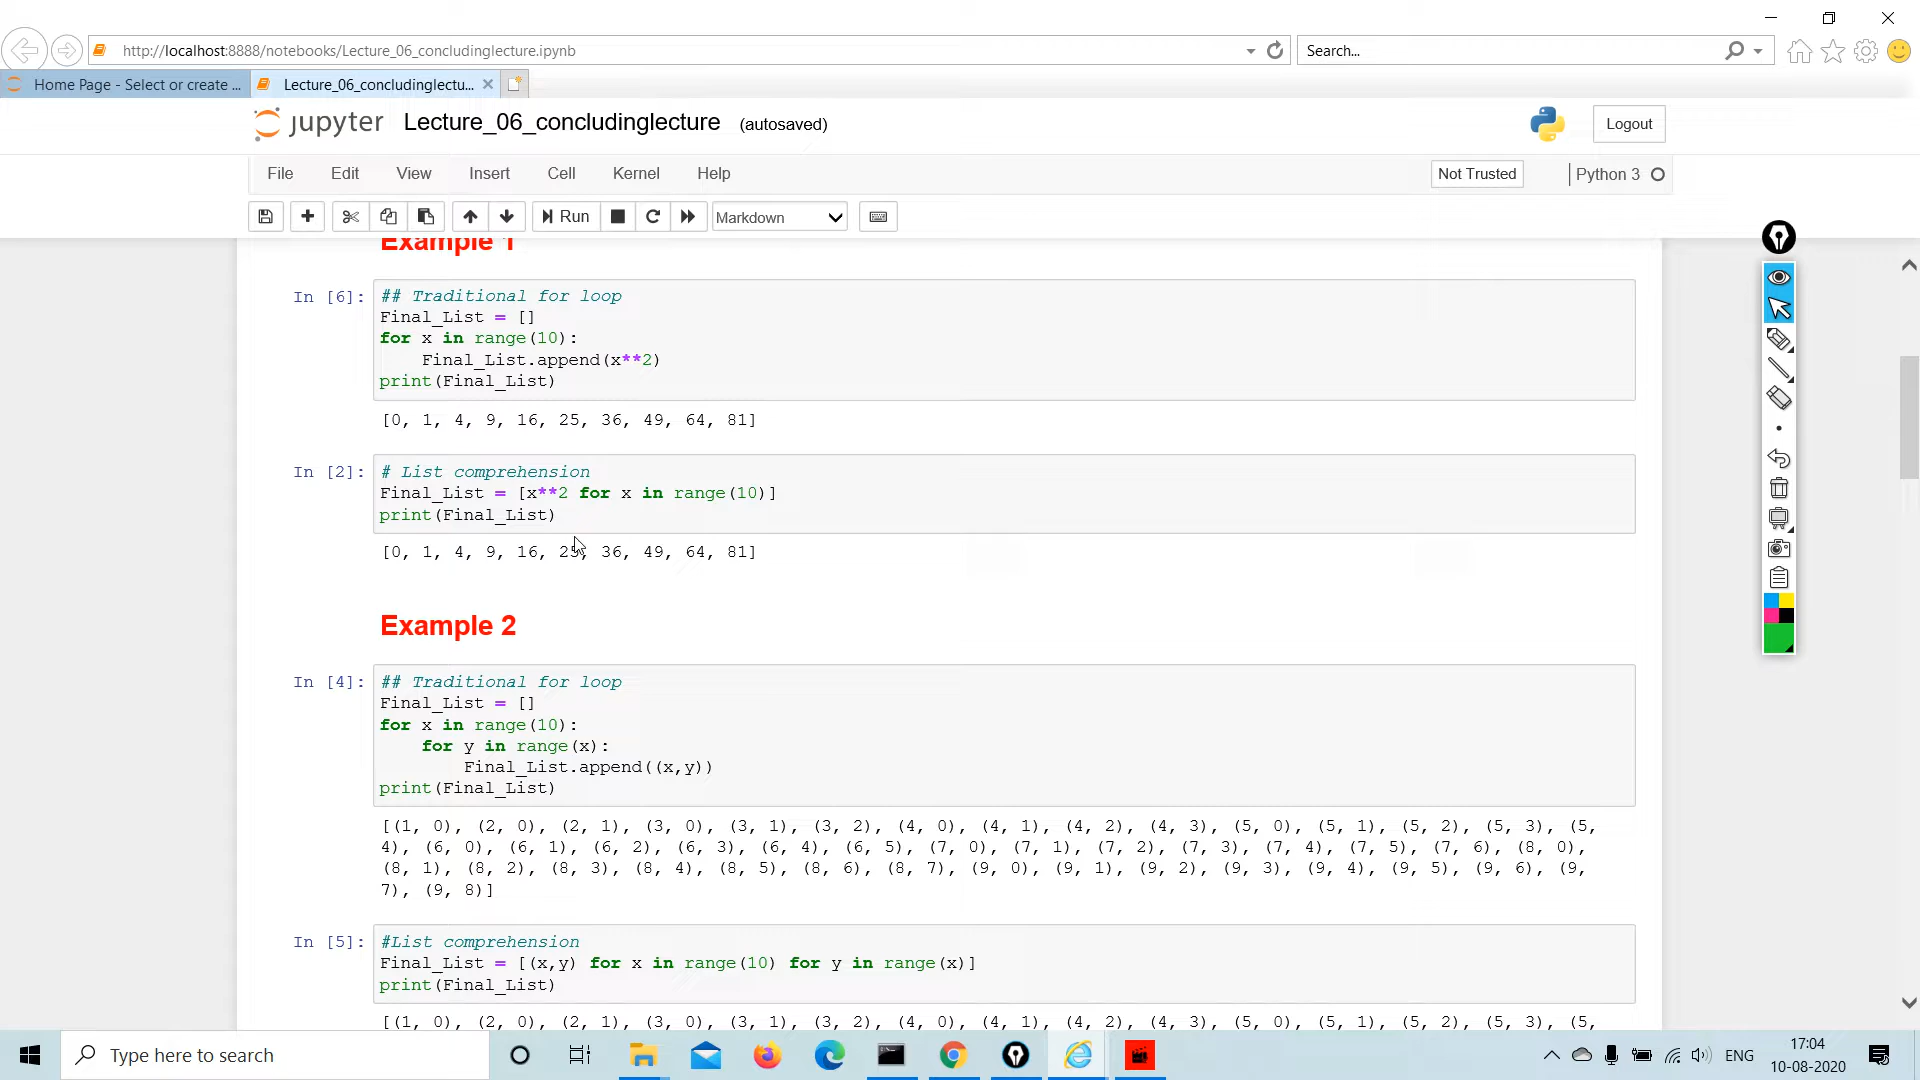 http://localhost:8888/notebooks/Lecture_06_concludinglecture.ipynb
Search...
Home Page - Select or create ...
Lecture_06_concludinglectu...
jupyter Lecture_06_concludinglecture (autosaved)
Logout
File Edit View Insert Cell Kernel Help
Not Trusted
Python 3
Run
Markdown
Example 1
In [6]:
## Traditional for loop
Final_List = []
for x in range(10):
    Final_List.append(x**2)
print(Final_List)
[0, 1, 4, 9, 16, 25, 36, 49, 64, 81]
In [2]:
# List comprehension
Final_List = [x**2 for x in range(10)]
print(Final_List)
[0, 1, 4, 9, 16, 25, 36, 49, 64, 81]
Example 2
In [4]:
## Traditional for loop
Final_List = []
for x in range(10):
    for y in range(x):
        Final_List.append((x,y))
print(Final_List)
[(1, 0), (2, 0), (2, 1), (3, 0), (3, 1), (3, 2), (4, 0), (4, 1), (4, 2), (4, 3), (5, 0), (5, 1), (5, 2), (5, 3), (5,
4), (6, 0), (6, 1), (6, 2), (6, 3), (6, 4), (6, 5), (7, 0), (7, 1), (7, 2), (7, 3), (7, 4), (7, 5), (7, 6), (8, 0),
(8, 1), (8, 2), (8, 3), (8, 4), (8, 5), (8, 6), (8, 7), (9, 0), (9, 1), (9, 2), (9, 3), (9, 4), (9, 5), (9, 6), (9,
7), (9, 8)]
In [5]:
#List comprehension
Final_List = [(x,y) for x in range(10) for y in range(x)]
print(Final_List)
[(1, 0), (2, 0), (2, 1), (3, 0), (3, 1), (3, 2), (4, 0), (4, 1), (4, 2), (4, 3), (5, 0), (5, 1), (5, 2), (5, 3), (5,
Type here to search
ENG
17:04
10-08-2020